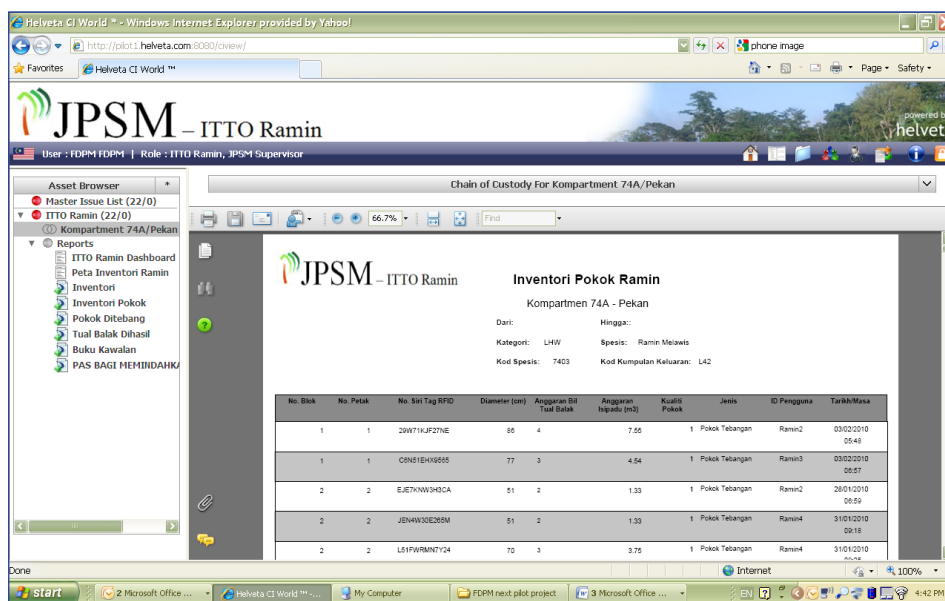 Helveta CI World ™ - Windows Internet Explorer provided by Yahoo!
http://pilot1.helveta.com:8080/ciview/
phone image
Favorites
Helveta CI World ™
Page
Safety
JPSM – ITTO Ramin
powered b
helvet
User : FDPM FDPM | Role : ITTO Ramin, JPSM Supervisor
Asset Browser
*
Chain of Custody For Kompartment 74A/Pekan
Master Issue List (22/0)
ITTO Ramin (22/0)
Kompartment 74A/Pekan
Reports
ITTO Ramin Dashboard
Peta Inventori Ramin
Inventori
Inventori Pokok
Pokok Ditebang
Tual Balak Dihasil
Buku Kawalan
PAS BAGI MEMINDAHKA
66.7%
Find
JPSM – ITTO Ramin
Inventori Pokok Ramin
Kompartmen 74A - Pekan
Dari: Hingga::
Kategori: LHW Spesis: Ramin Melawis
Kod Spesis: 7403 Kod Kumpulan Keluaran: L42
No. Blok No. Petak No. Siri Tag RFID Diameter (cm) Anggaran Bil Anggaran Kualiti Jenis ID Pengguna Tarikh/Masa
Tual Balak Isipadu (m3) Pokok
1 1 29W71KJF27NE 86 4 7.56 1 Pokok Tebangan Ramin2 03/02/2010
05:48
1 1 C6N51EHX9565 77 3 4.54 1 Pokok Tebangan Ramin3 03/02/2010
06:57
2 2 EJE7KNW3H3CA 51 2 1.33 1 Pokok Tebangan Ramin2 28/01/2010
06:59
2 2 JEN4W30E266M 51 2 1.33 1 Pokok Tebangan Ramin4 31/01/2010
09:18
2 2 L51FWRMN7Y24 70 3 3.75 1 Pokok Tebangan Ramin4 31/01/2010
Done
Internet
100%
start
2 Microsoft Office ...
Helveta CI World ™ -...
My Computer
FDPM next pilot project
3 Microsoft Office ...
EN
4:42 PM